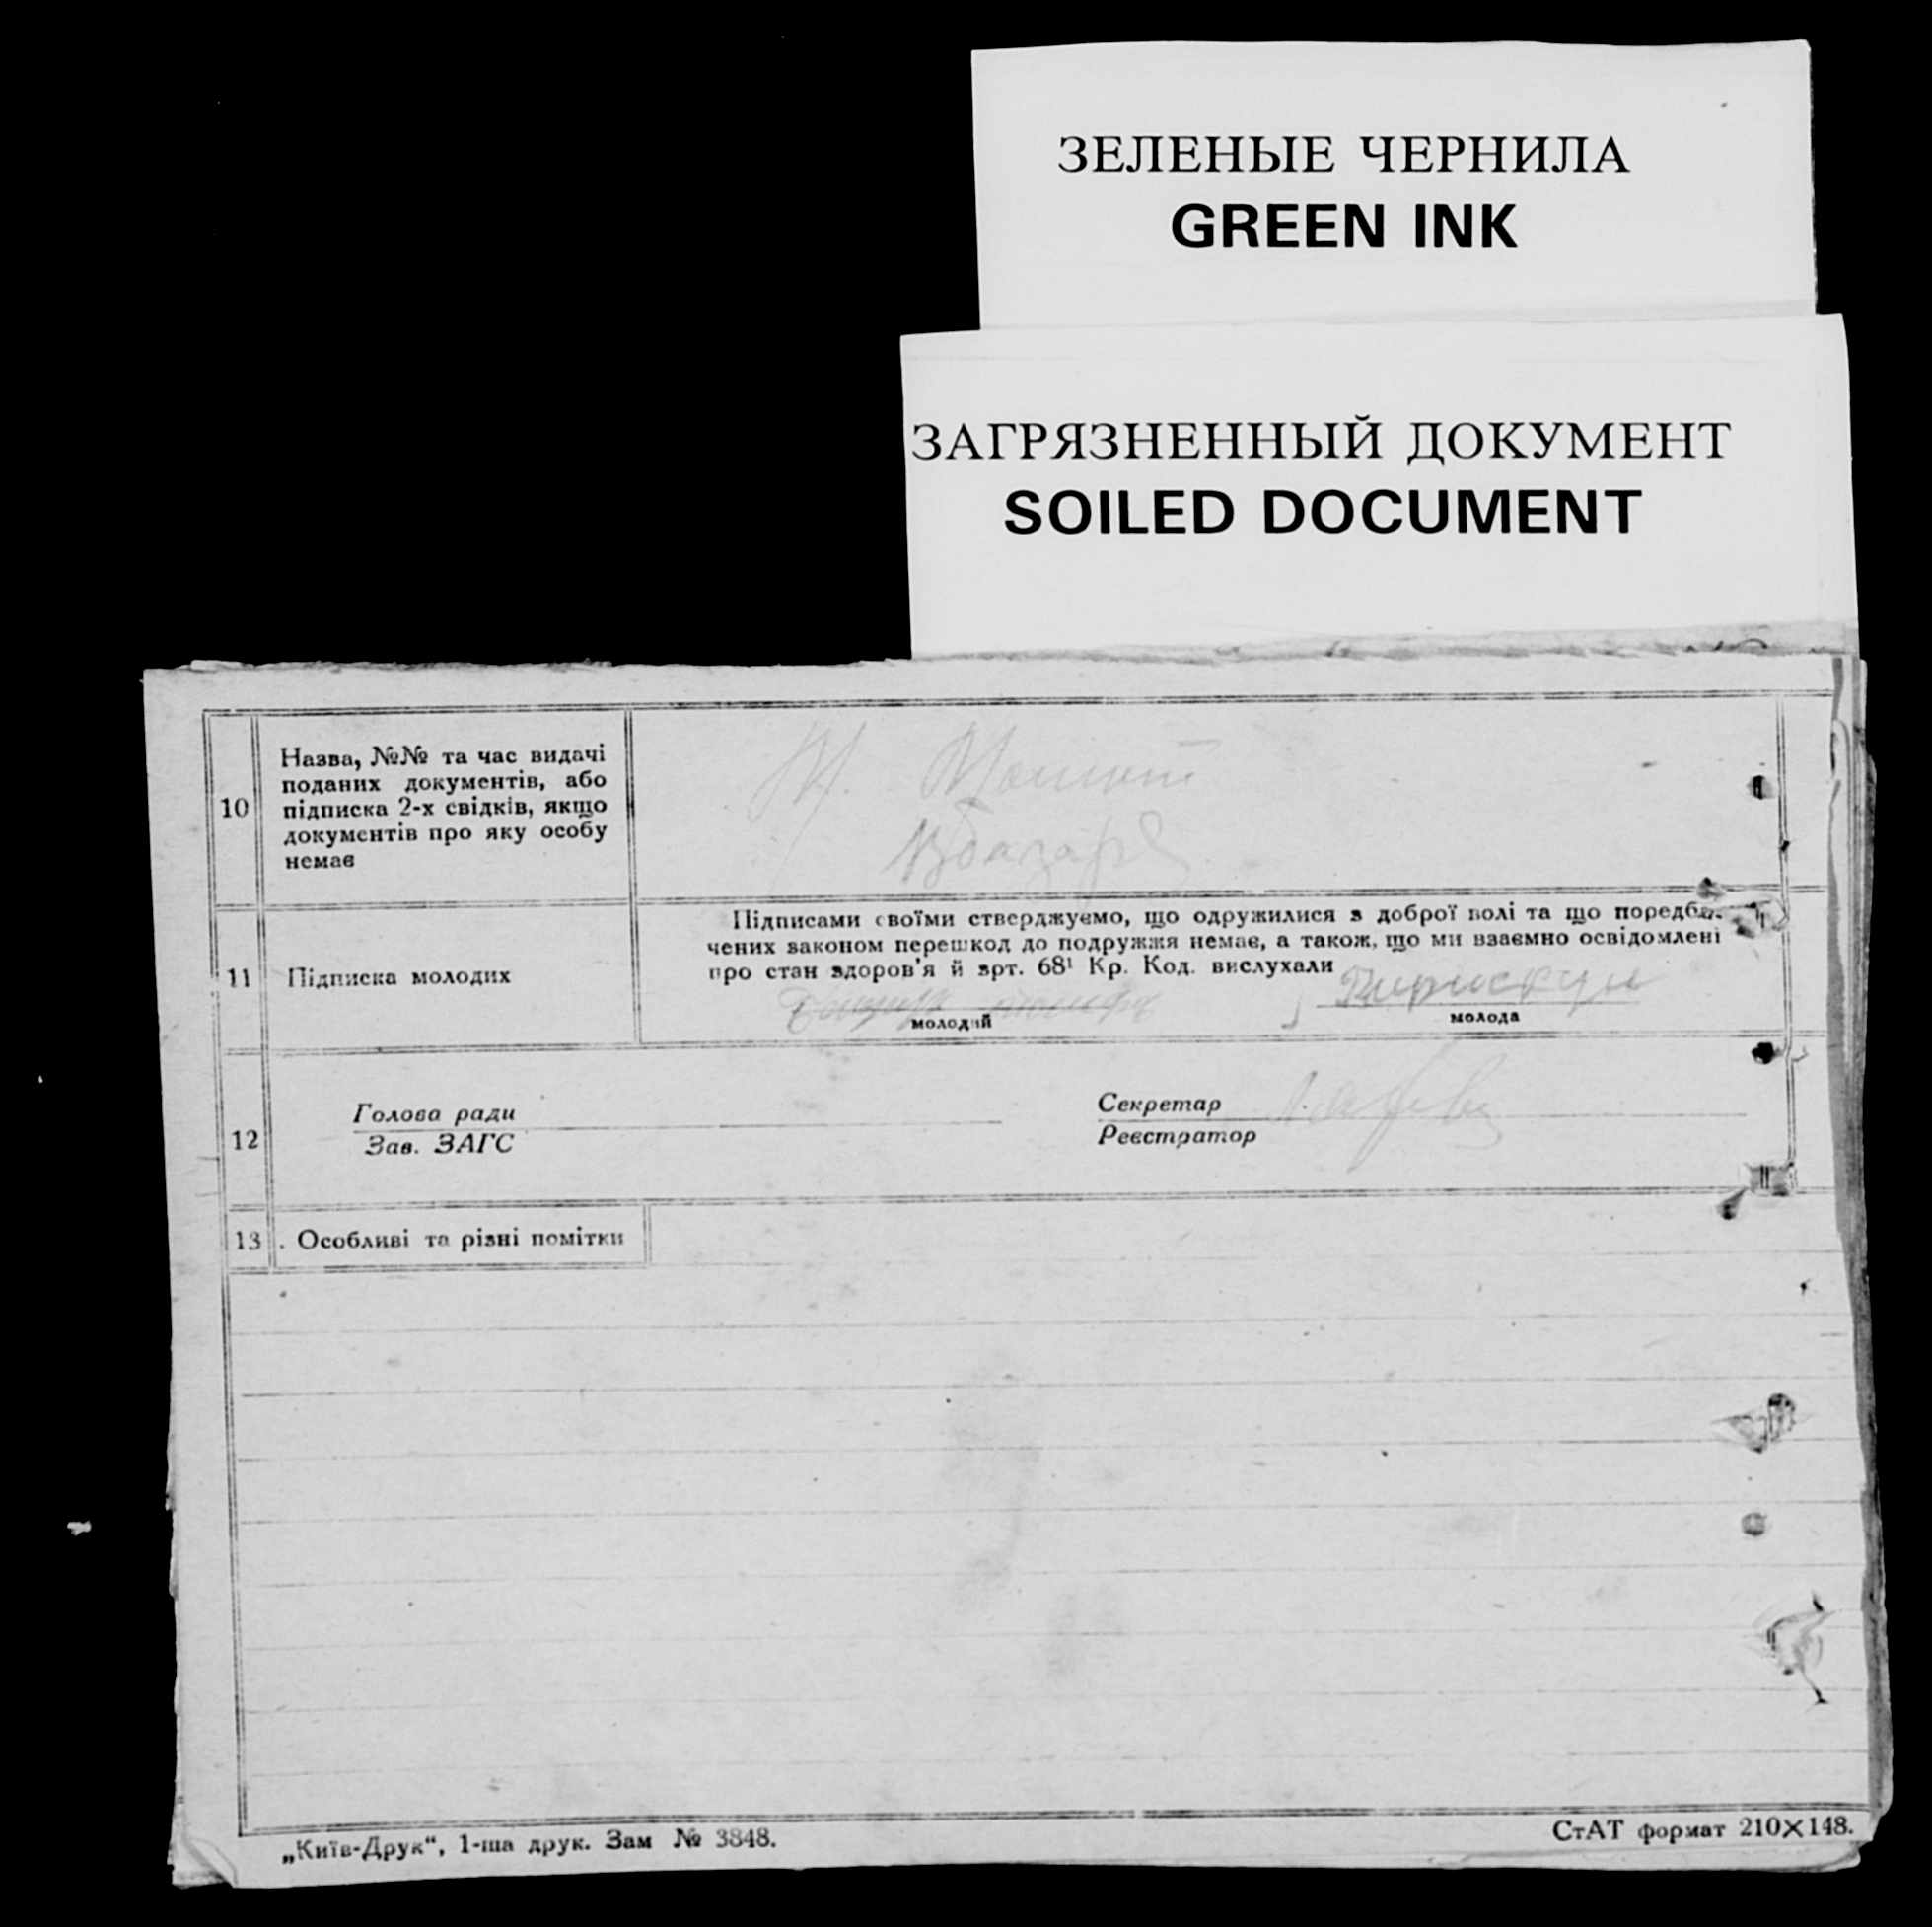 ЗЕЛЕНЫЕ ЧЕРНИЛА
GREEN INK
ЗАГРЯЗНЕННЫЙ ДОКУМЕНТ
SOILED DOCUMENT
10
Назва, №№ та час видачі
поданих документів, або
підписка 2-х свідків, якщо
документів про яку особу
немає
11
Підписка молодих
Підписами своїми стверджуємо, що одружилися з доброї волі та що передба-
чених законом перешкод до подружжя немає, а також, що ми взаємно освідомлені
про стан здоров'я й арт. 68¹ Кр. Код. вислухали
молодий
молода
12
Голова ради
Зав. ЗАГС
Секретар
Реєстратор
13
Особливі та різні помітки
„Київ-Друк“, 1-ша друк. Зам № 3848.
СтАТ формат 210×148.